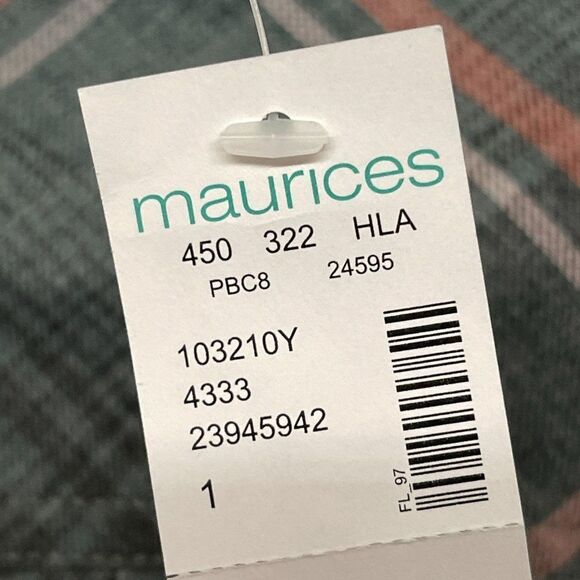 maurices
450 322 HLA
PBC8 24595
103210Y
4333
23945942
1
FL_97